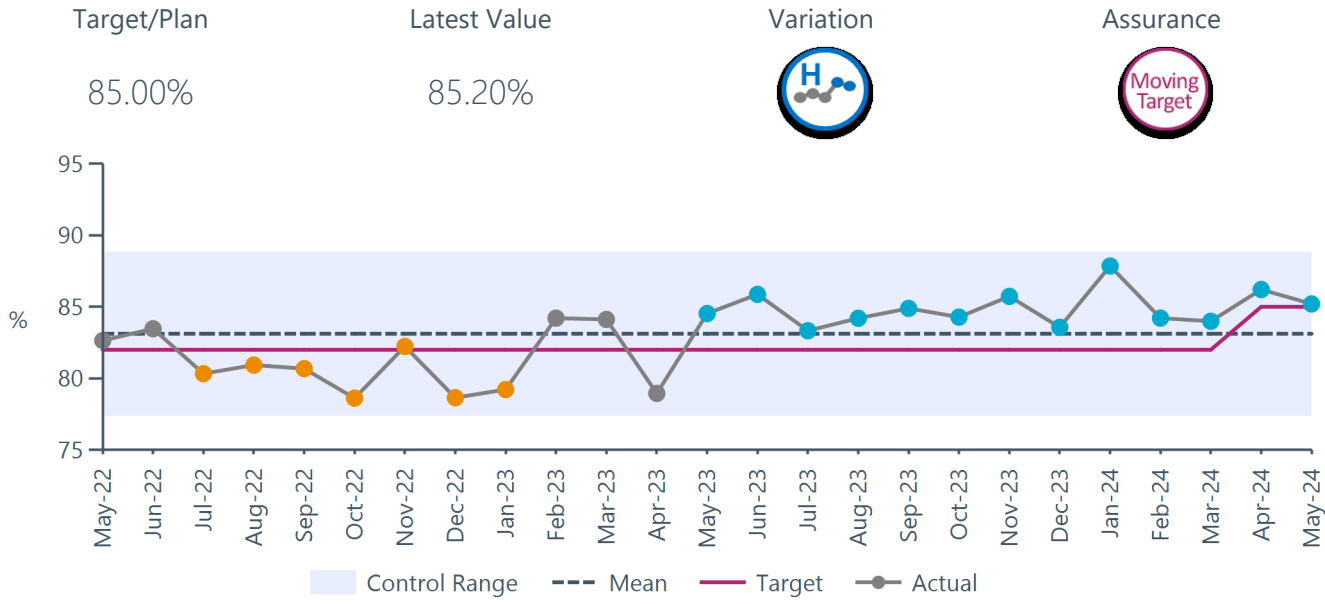 Target/Plan Latest Value Variation Assurance
85.00% 85.20% H Moving
Target
95
90
85
%
80
75
May-22 Jun-22 Jul-22 Aug-22 Sep-22 Oct-22 Nov-22 Dec-22 Jan-23 Feb-23 Mar-23 Apr-23 May-23 Jun-23 Jul-23 Aug-23 Sep-23 Oct-23 Nov-23 Dec-23 Jan-24 Feb-24 Mar-24 Apr-24 May-24
Control Range Mean Target Actual